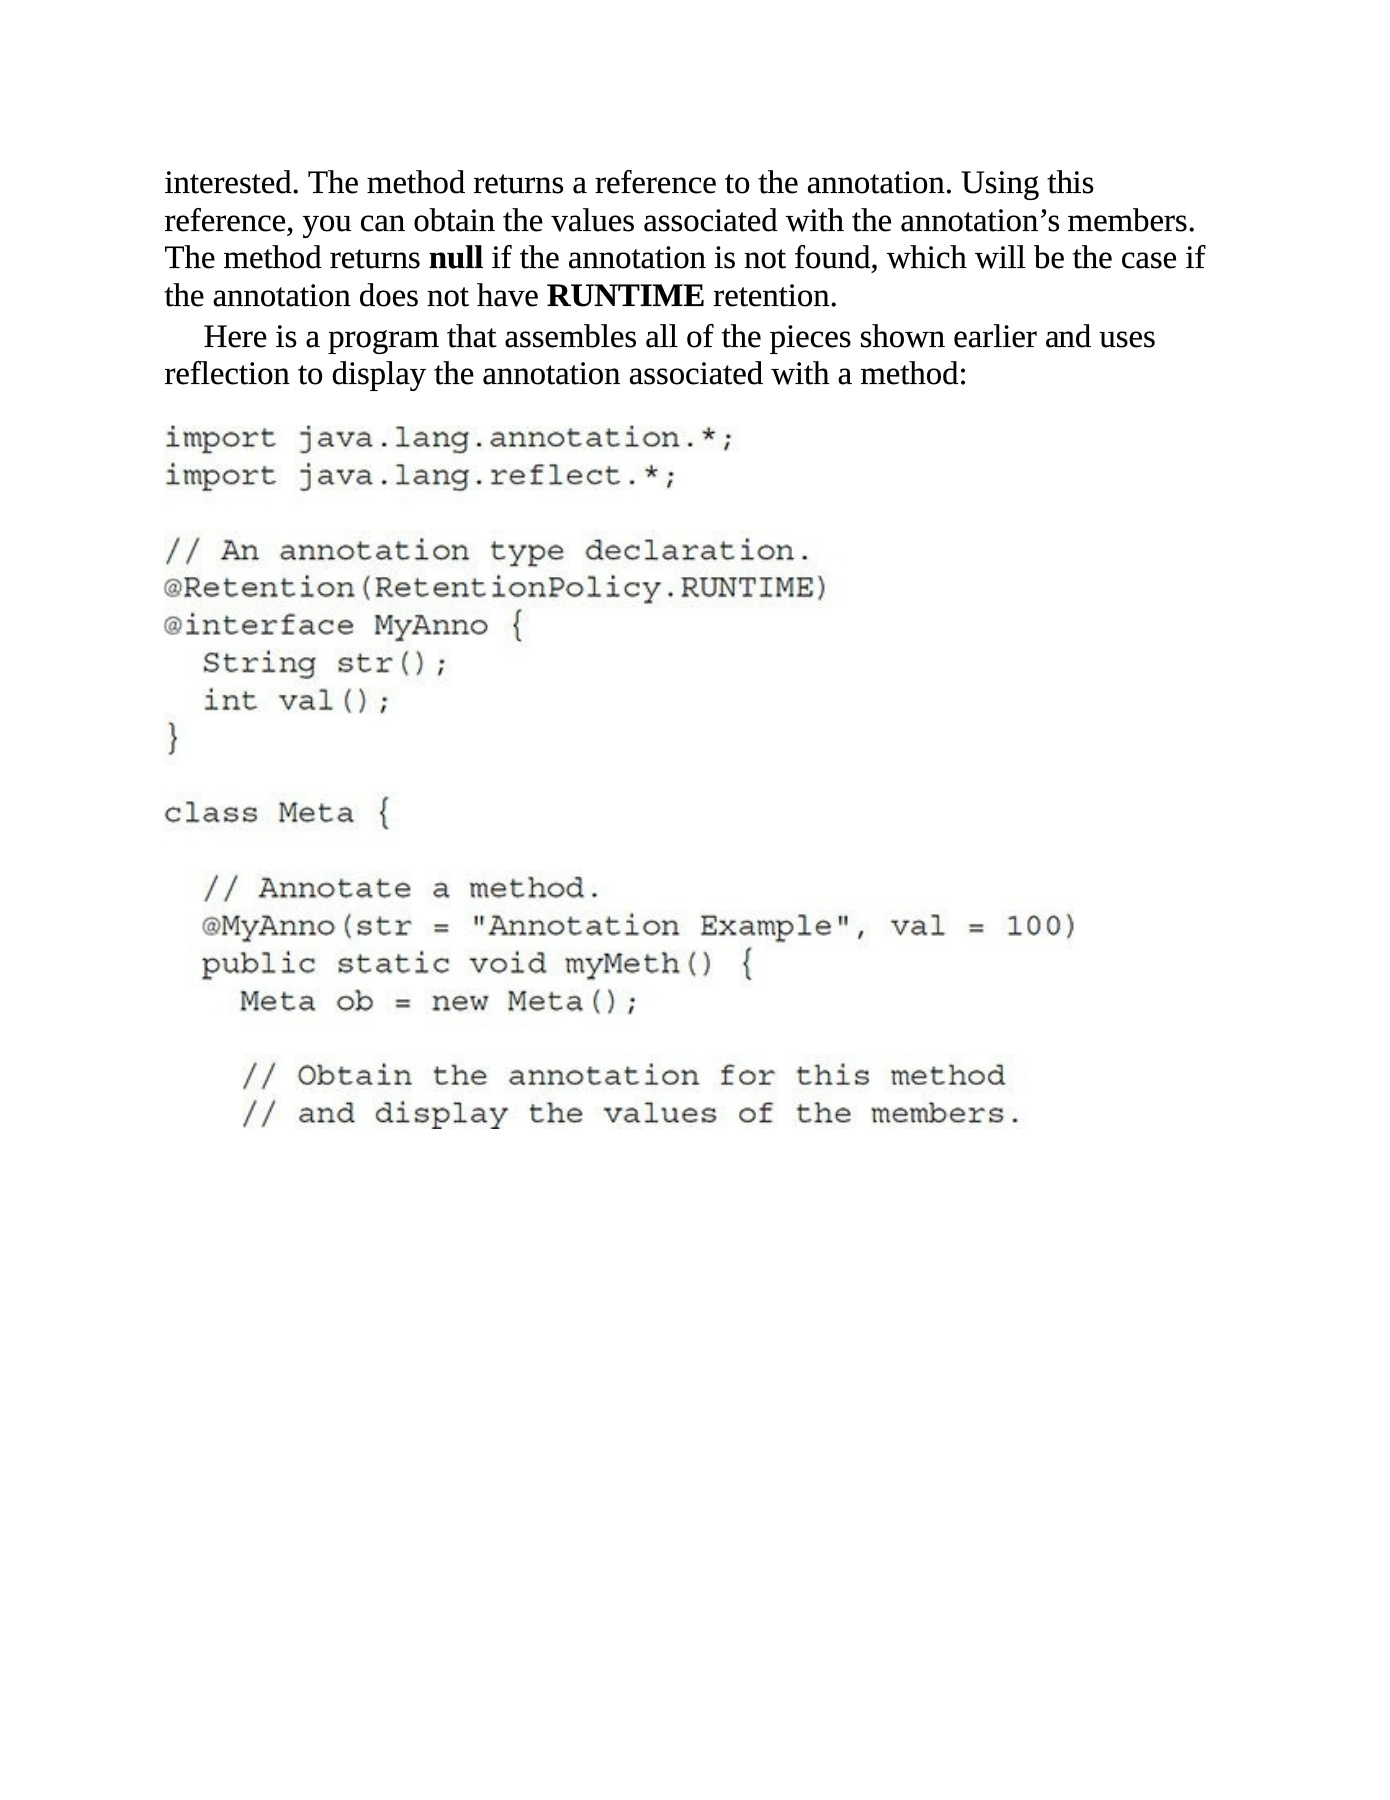 interested. The method returns a reference to the annotation. Using this
reference, you can obtain the values associated with the annotation’s members.
The method returns null if the annotation is not found, which will be the case if
the annotation does not have RUNTIME retention.
Here is a program that assembles all of the pieces shown earlier and uses
reflection to display the annotation associated with a method:
import java.lang.annotation.*;
import java.lang.reflect.*;
// An annotation type declaration.
@Retention(RetentionPolicy.RUNTIME)
@interface MyAnno {
  String str();
  int val();
}
class Meta {
  // Annotate a method.
  @MyAnno(str = "Annotation Example", val = 100)
  public static void myMeth() {
    Meta ob = new Meta();
    // Obtain the annotation for this method
    // and display the values of the members.